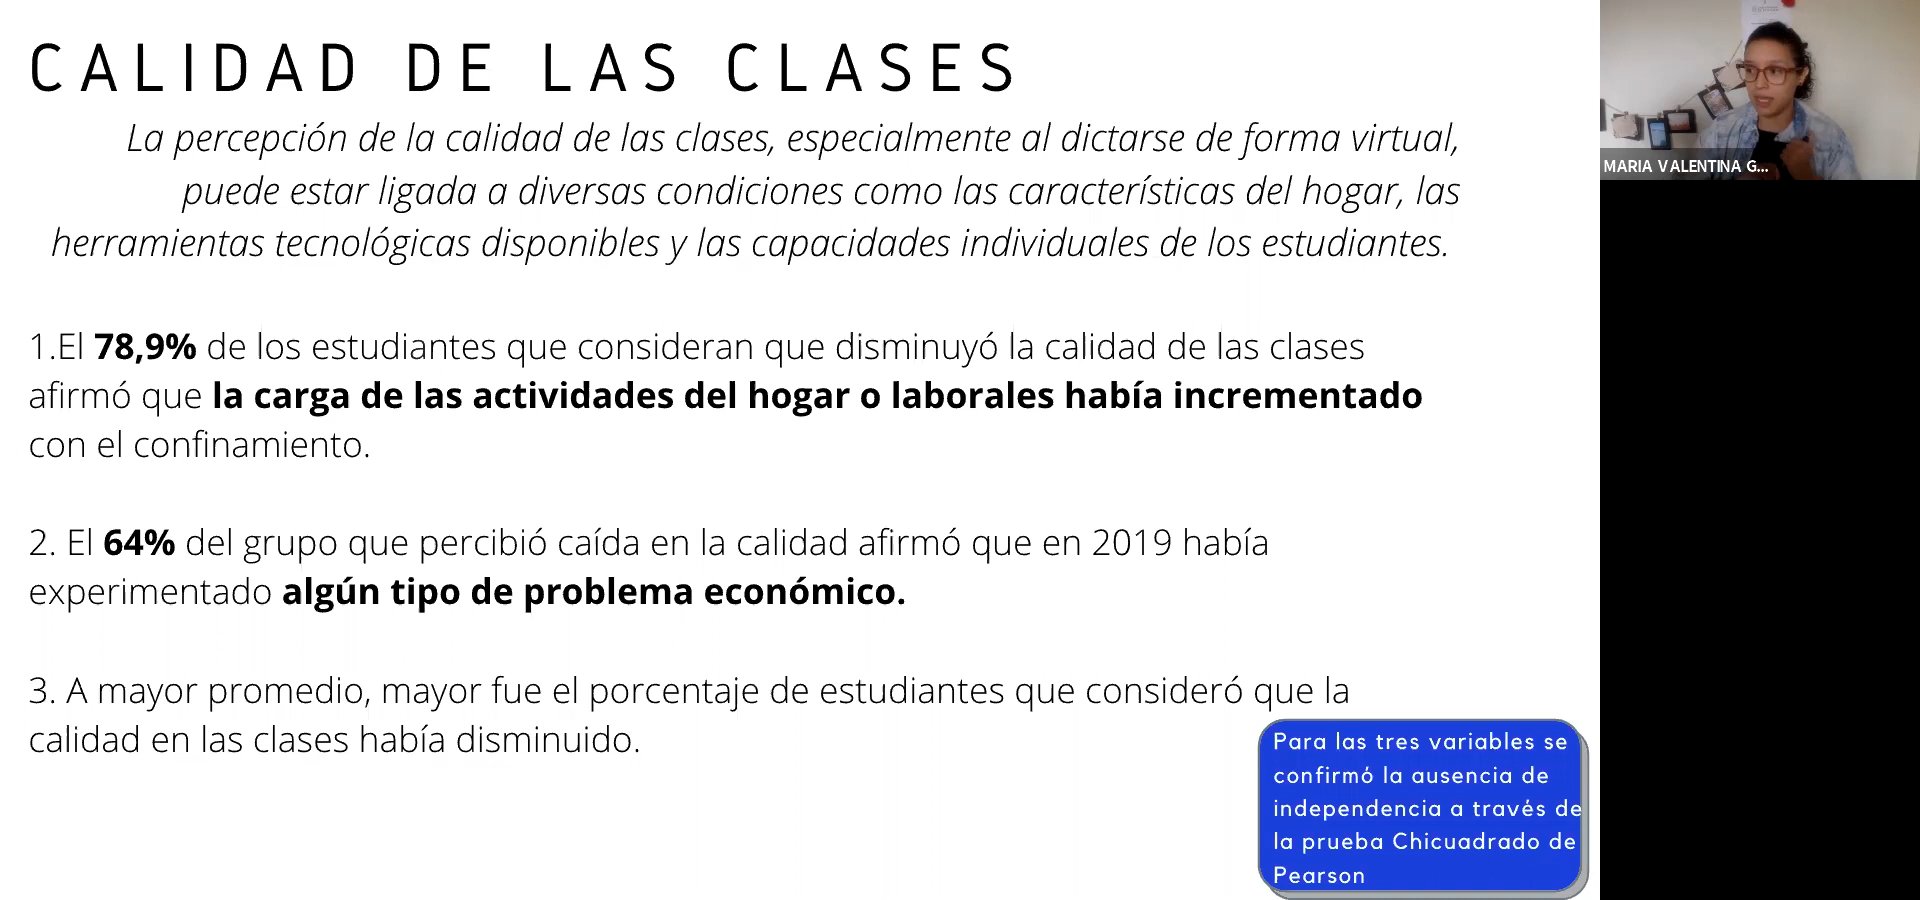 CALIDAD DE LAS CLASES
La percepción de la calidad de las clases, especialmente al dictarse de forma virtual,
puede estar ligada a diversas condiciones como las características del hogar, las
herramientas tecnológicas disponibles y las capacidades individuales de los estudiantes.
1.El 78,9% de los estudiantes que consideran que disminuyó la calidad de las clases
afirmó que la carga de las actividades del hogar o laborales había incrementado
con el confinamiento.
2. El 64% del grupo que percibió caída en la calidad afirmó que en 2019 había
experimentado algún tipo de problema económico.
3. A mayor promedio, mayor fue el porcentaje de estudiantes que consideró que la
calidad en las clases había disminuido.
Para las tres variables se
confirmó la ausencia de
independencia a través de
la prueba Chicuadrado de
Pearson
MARIA VALENTINA G...